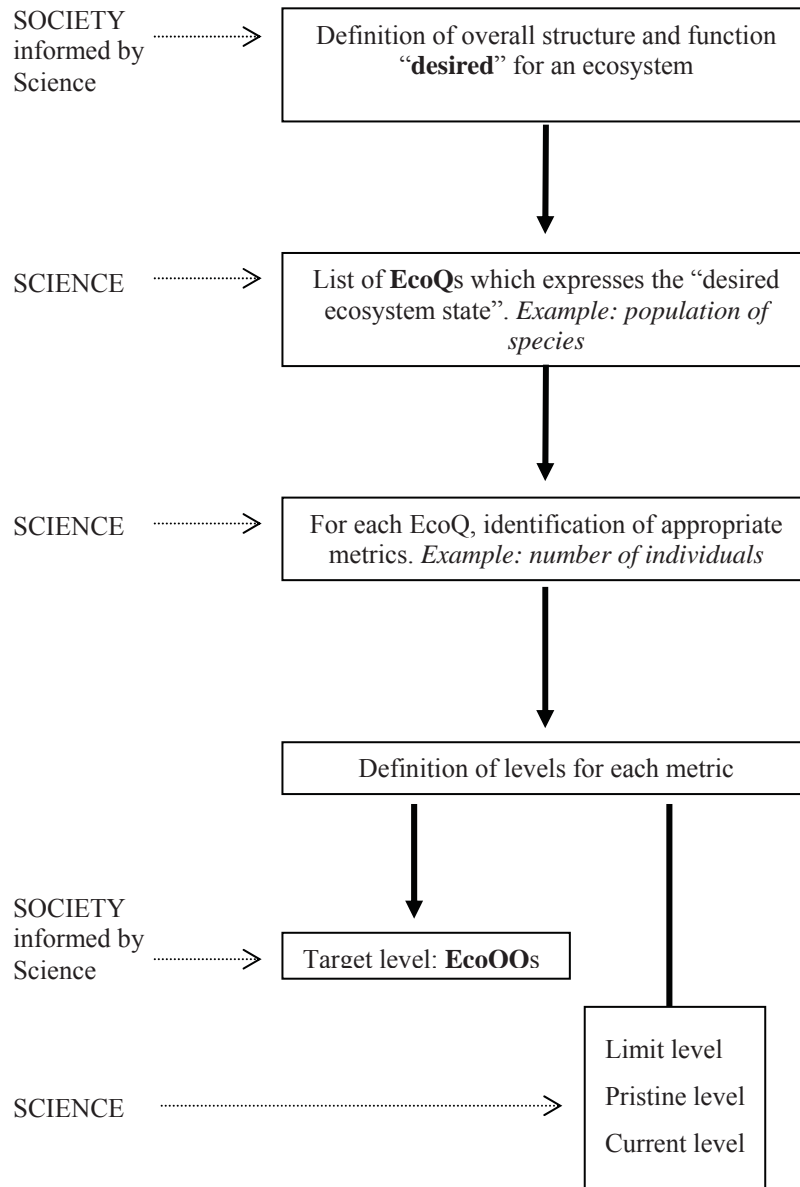 SOCIETY
informed by
Science
Definition of overall structure and function
“desired” for an ecosystem
SCIENCE
List of EcoQs which expresses the “desired
ecosystem state”. Example: population of
species
SCIENCE
For each EcoQ, identification of appropriate
metrics. Example: number of individuals
Definition of levels for each metric
SOCIETY
informed by
Science
Target level: EcoQOs
SCIENCE
Limit level
Pristine level
Current level